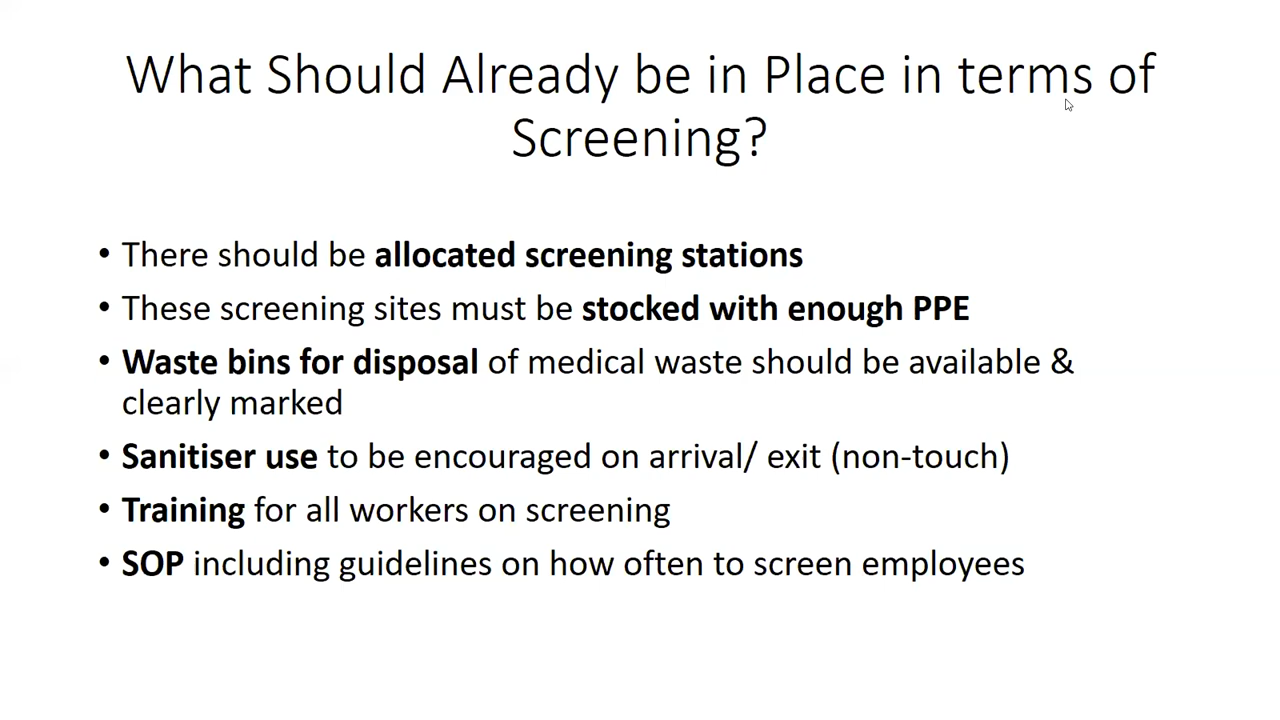 What Should Already be in Place in terms of
Screening?
• There should be allocated screening stations
• These screening sites must be stocked with enough PPE
• Waste bins for disposal of medical waste should be available &
clearly marked
• Sanitiser use to be encouraged on arrival/ exit (non-touch)
• Training for all workers on screening
• SOP including guidelines on how often to screen employees